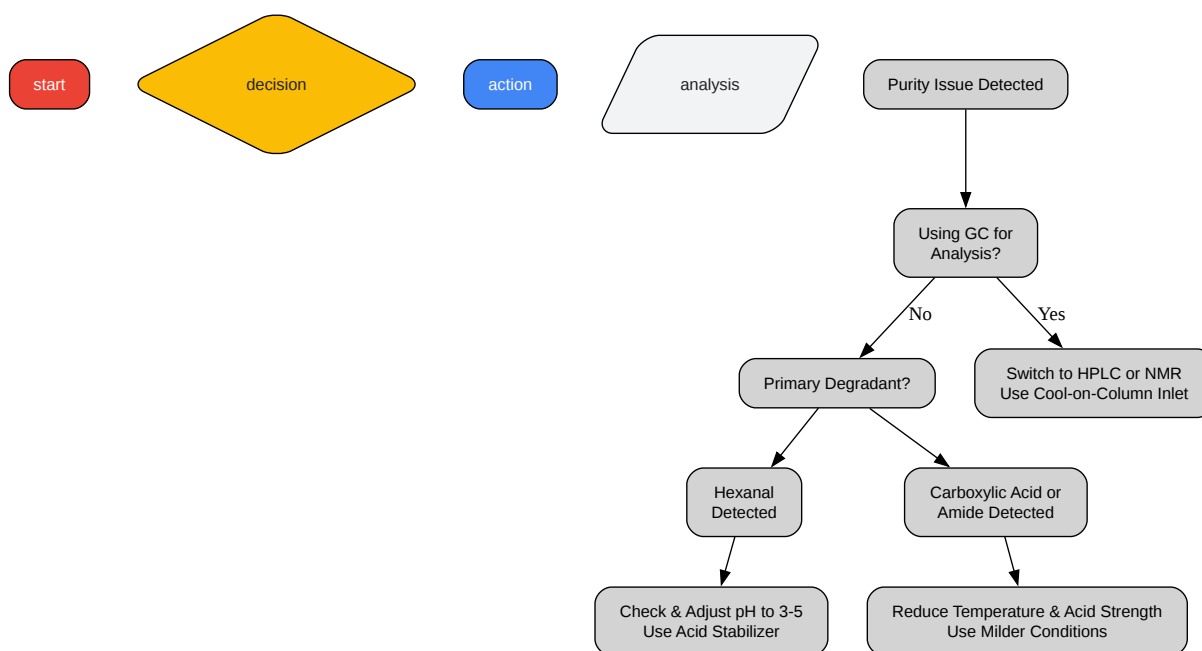 start
decision
action
analysis
Purity Issue Detected
Using GC for
Analysis?
No
Yes
Primary Degradant?
Switch to HPLC or NMR
Use Cool-on-Column Inlet
Hexanal
Detected
Carboxylic Acid or
Amide Detected
Check & Adjust pH to 3-5
Use Acid Stabilizer
Reduce Temperature & Acid Strength
Use Milder Conditions